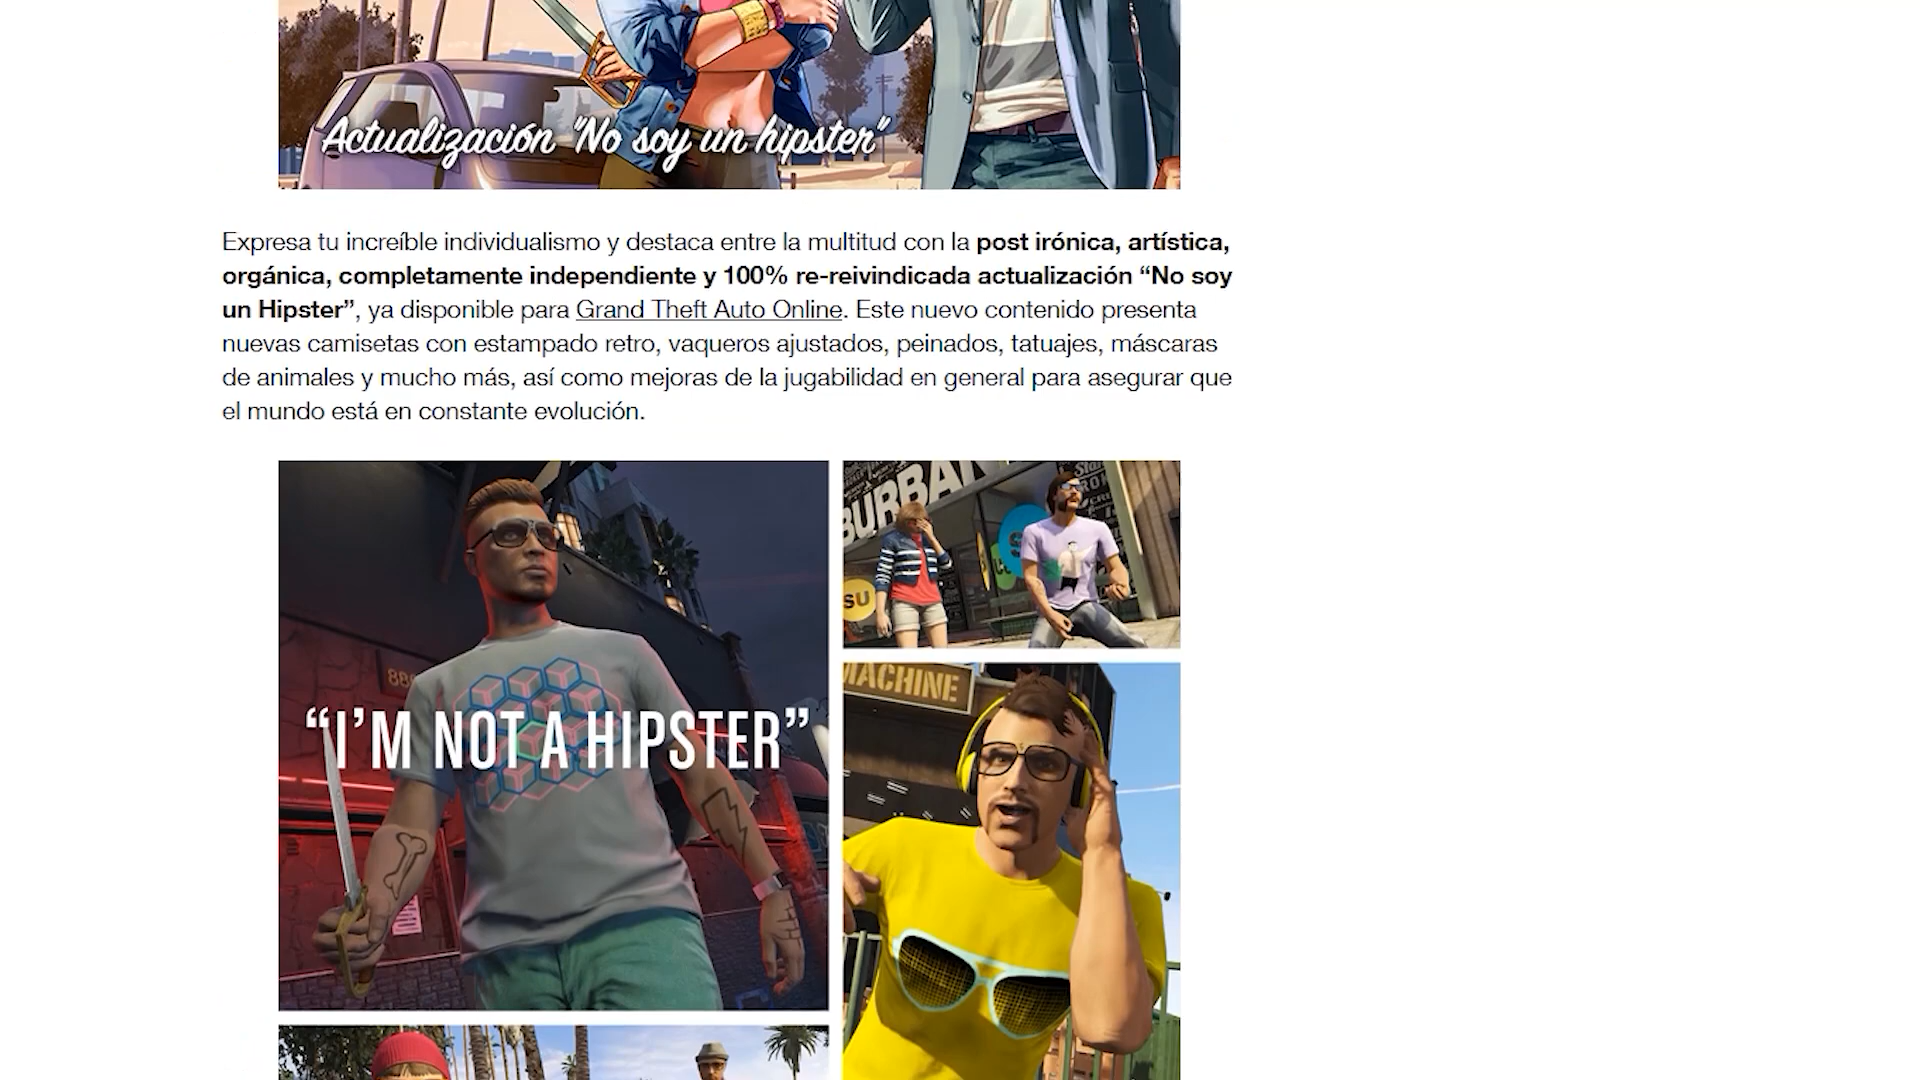 Actualización "No soy un hipster"
Expresa tu increíble individualismo y destaca entre la multitud con la post irónica, artística,
orgánica, completamente independiente y 100% re-reivindicada actualización “No soy
un Hipster”, ya disponible para Grand Theft Auto Online. Este nuevo contenido presenta
nuevas camisetas con estampado retro, vaqueros ajustados, peinados, tatuajes, máscaras
de animales y mucho más, así como mejoras de la jugabilidad en general para asegurar que
el mundo está en constante evolución.
BURBAN
SU
“I’M NOT A HIPSTER”
MACHINE